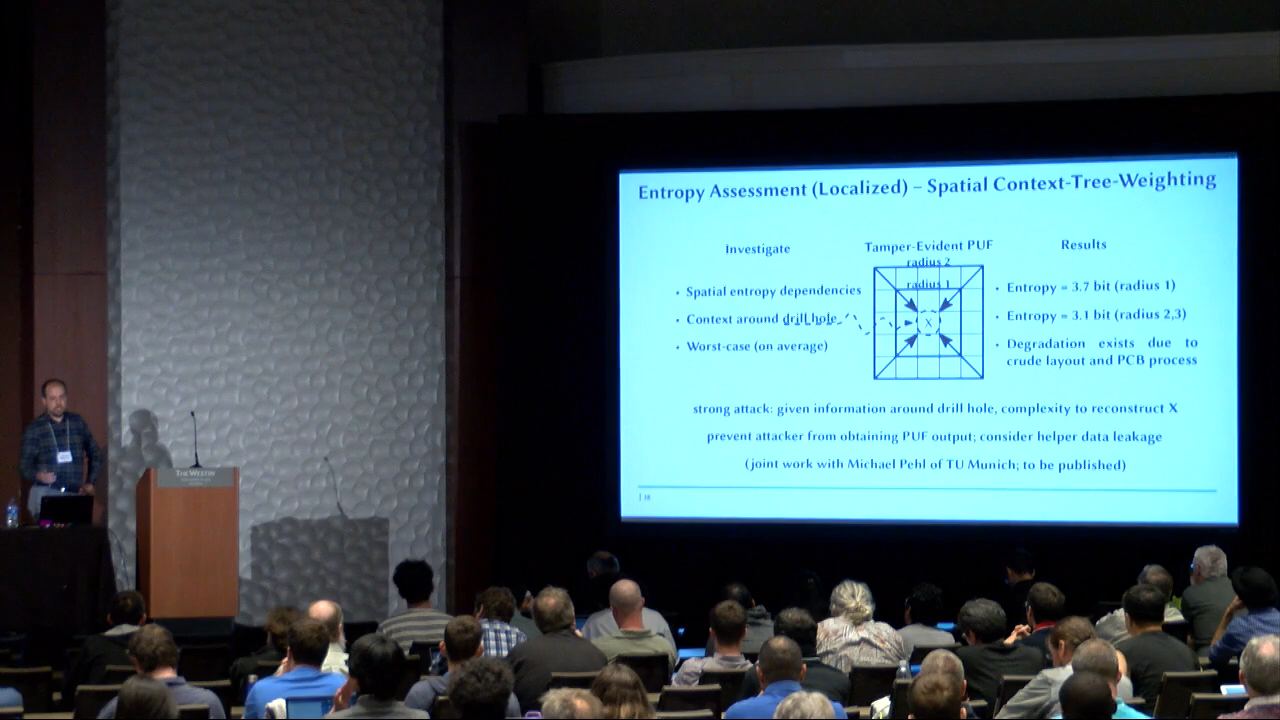 Entropy Assessment (Localized) – Spatial Context-Tree-Weighting
Investigate
• Spatial entropy dependencies
• Context around drill hole
• Worst-case (on average)
Tamper-Evident PUF
radius 2
radius 1
X
Results
• Entropy = 3.7 bit (radius 1)
• Entropy = 3.1 bit (radius 2,3)
• Degradation exists due to
crude layout and PCB process
strong attack: given information around drill hole, complexity to reconstruct X
prevent attacker from obtaining PUF output; consider helper data leakage
(joint work with Michael Pehl of TU Munich; to be published)
| 18
THE WESTIN